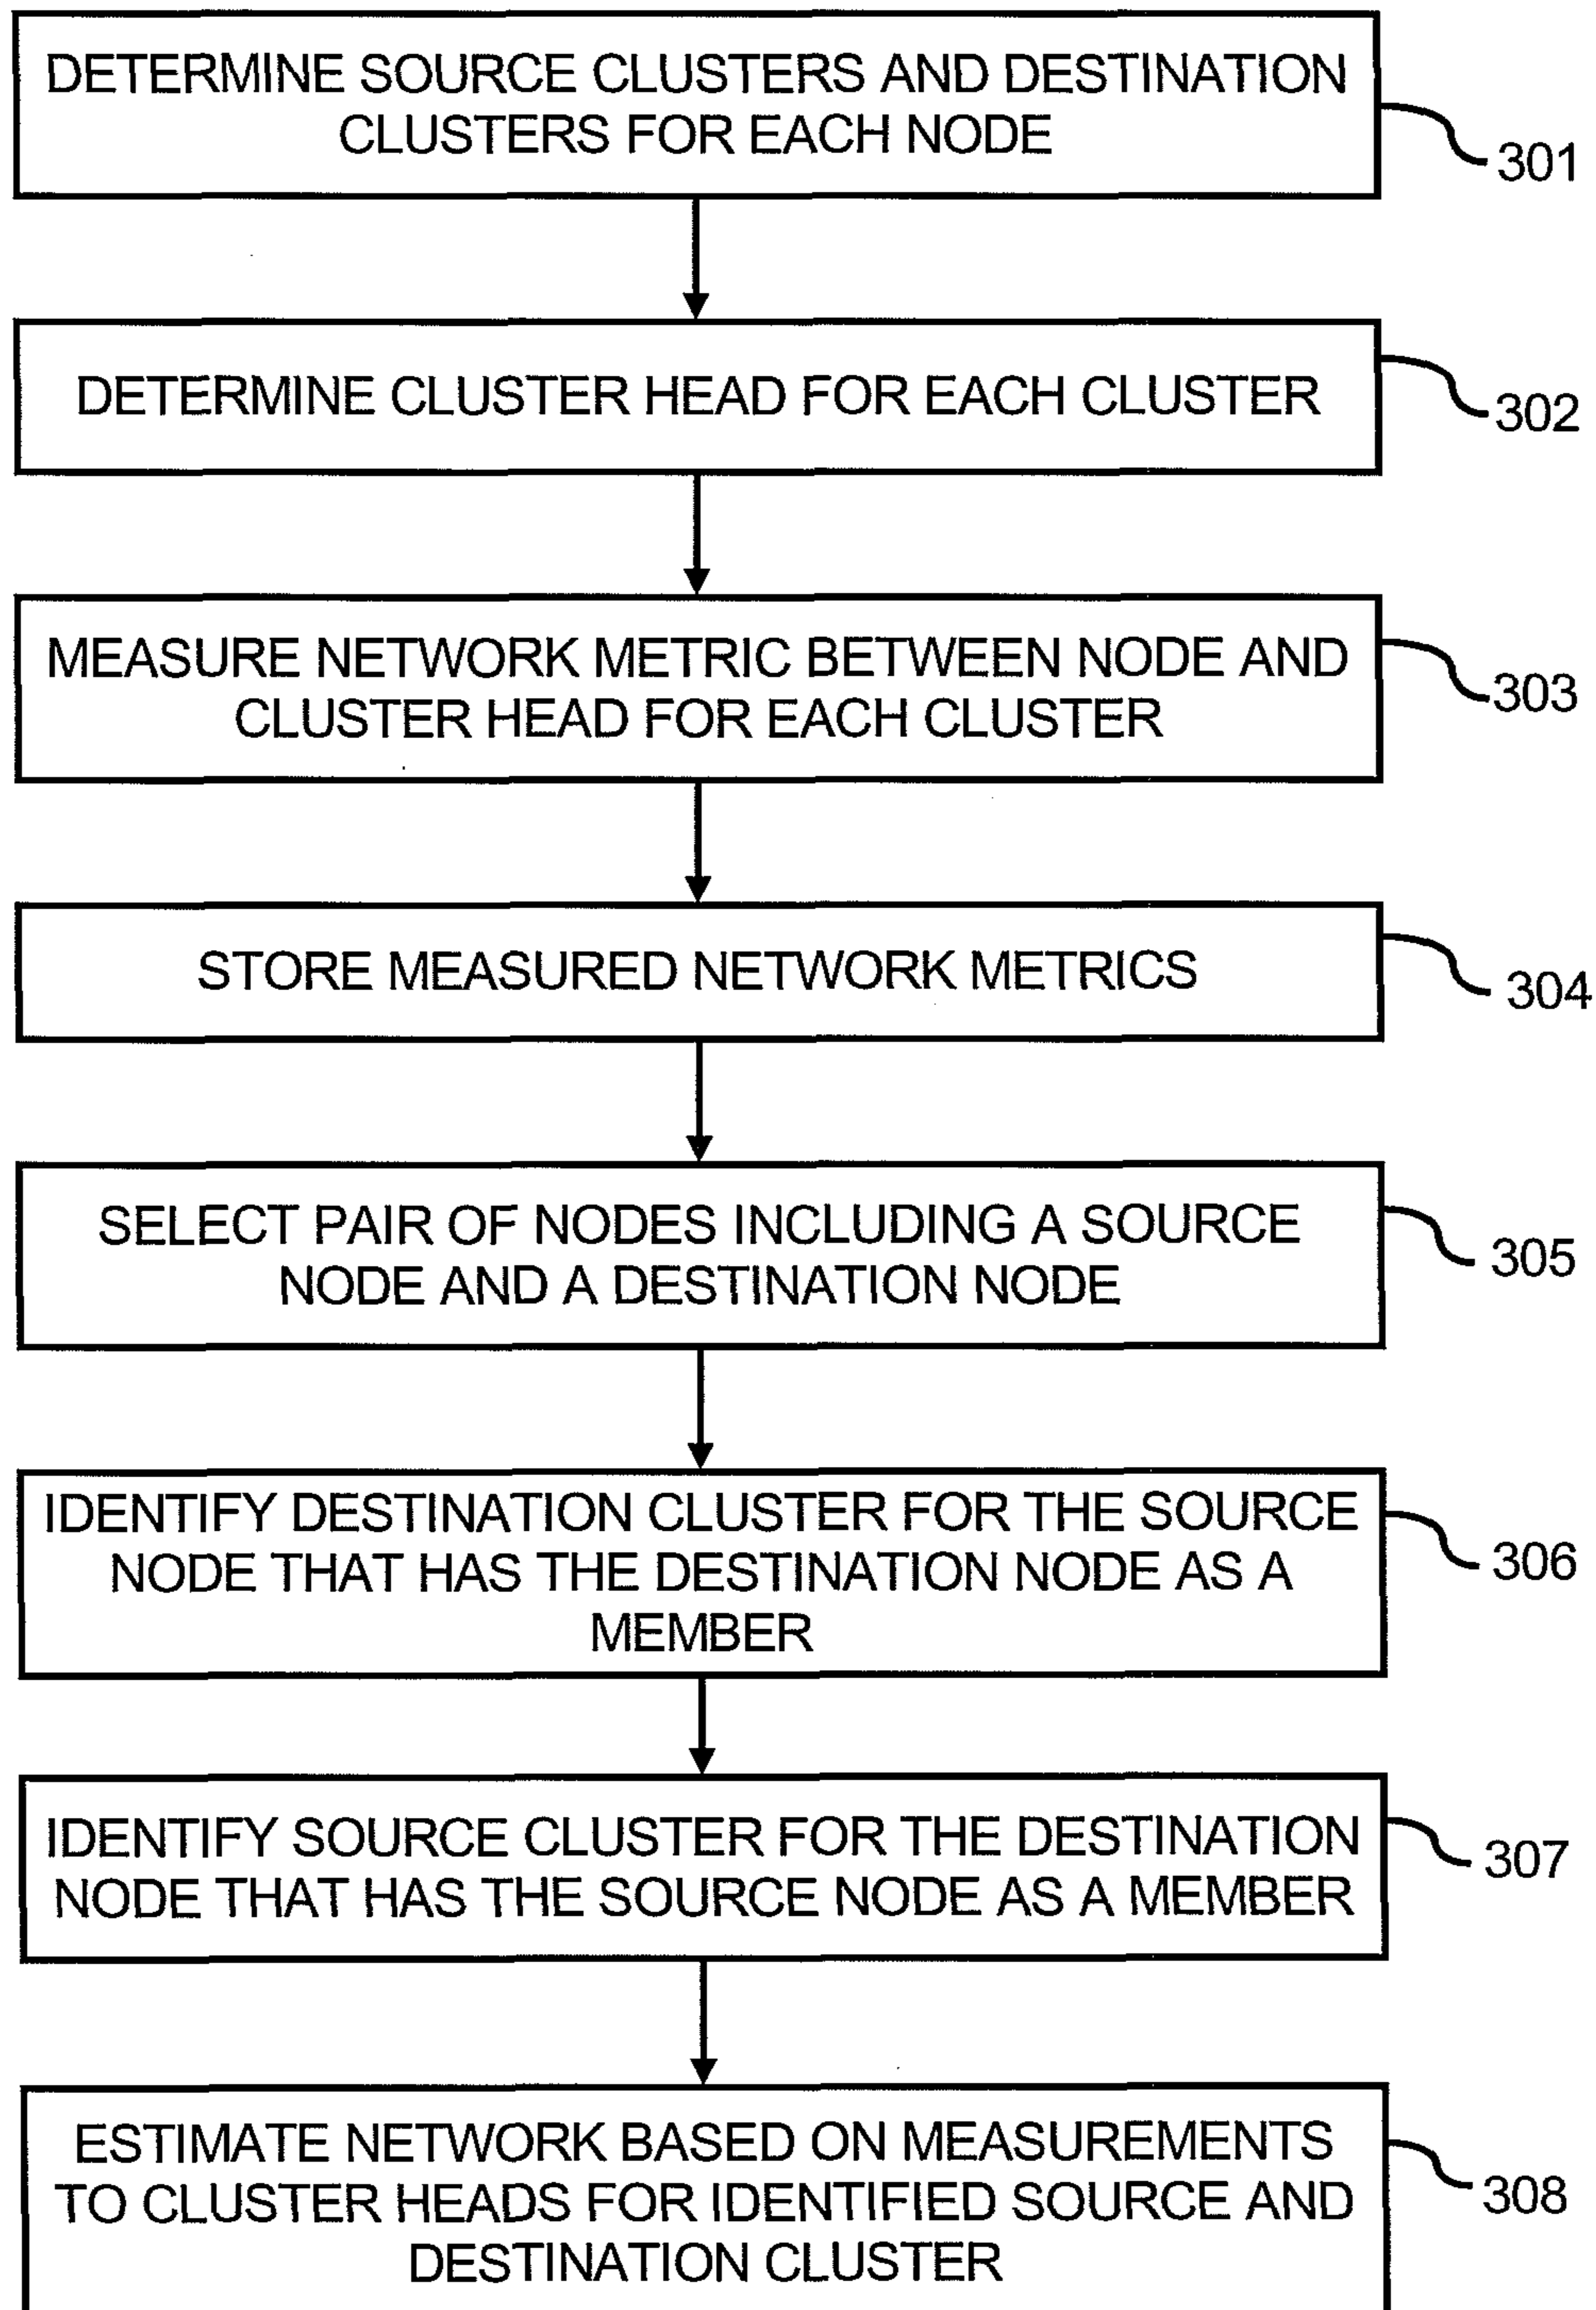 DETERMINE SOURCE CLUSTERS AND DESTINATION
CLUSTERS FOR EACH NODE
301
DETERMINE CLUSTER HEAD FOR EACH CLUSTER
302
MEASURE NETWORK METRIC BETWEEN NODE AND
CLUSTER HEAD FOR EACH CLUSTER
303
STORE MEASURED NETWORK METRICS
304
SELECT PAIR OF NODES INCLUDING A SOURCE
NODE AND A DESTINATION NODE
305
IDENTIFY DESTINATION CLUSTER FOR THE SOURCE
NODE THAT HAS THE DESTINATION NODE AS A
MEMBER
306
IDENTIFY SOURCE CLUSTER FOR THE DESTINATION
NODE THAT HAS THE SOURCE NODE AS A MEMBER
307
ESTIMATE NETWORK BASED ON MEASUREMENTS
TO CLUSTER HEADS FOR IDENTIFIED SOURCE AND
DESTINATION CLUSTER
308